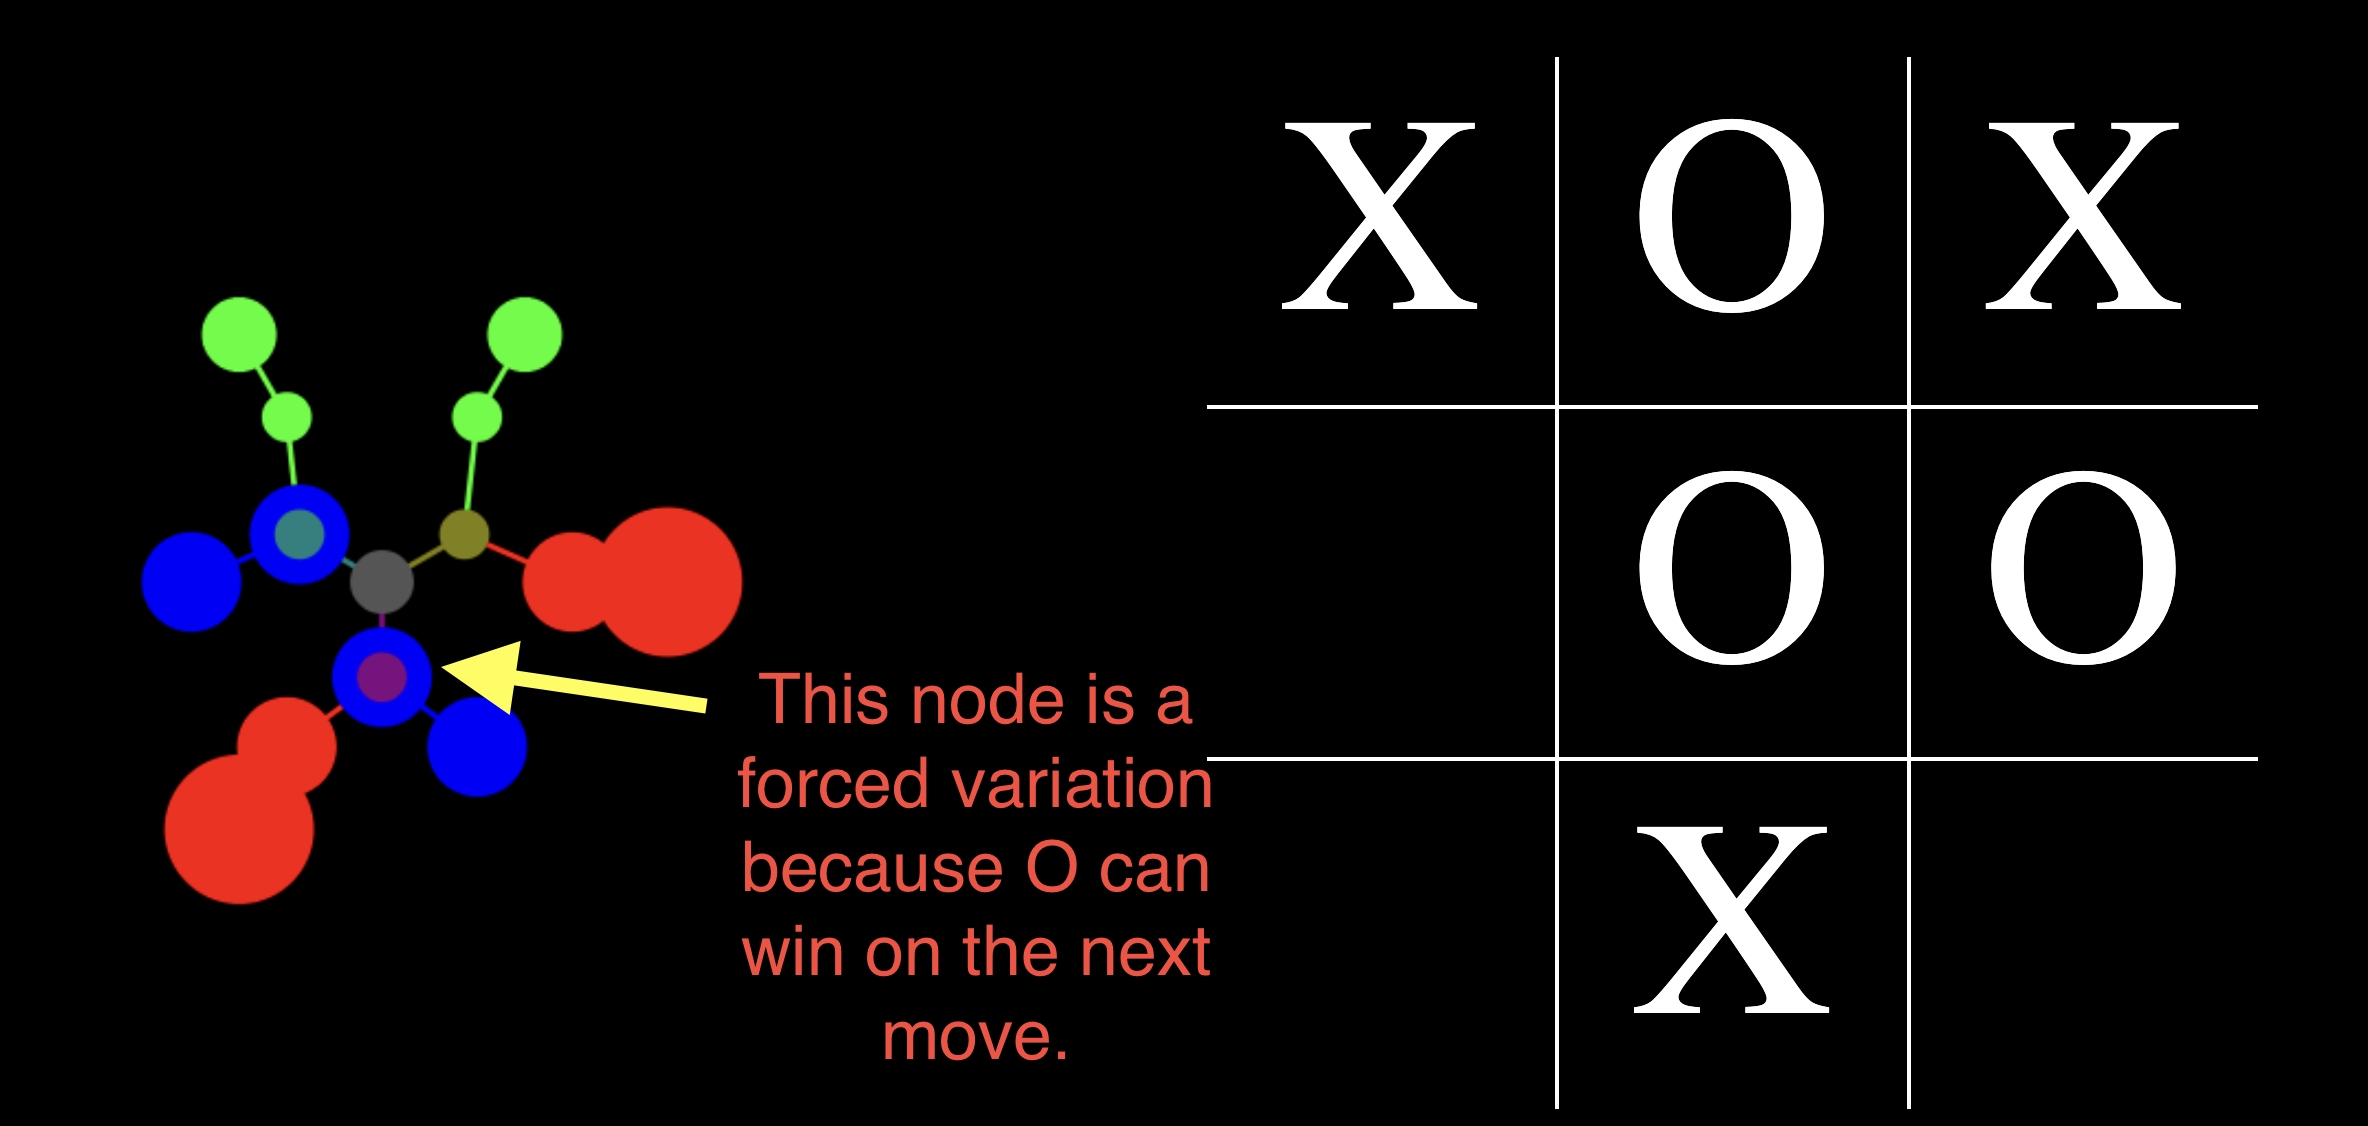 X O X
O O
X
This node is a
forced variation
because O can
win on the next
move.